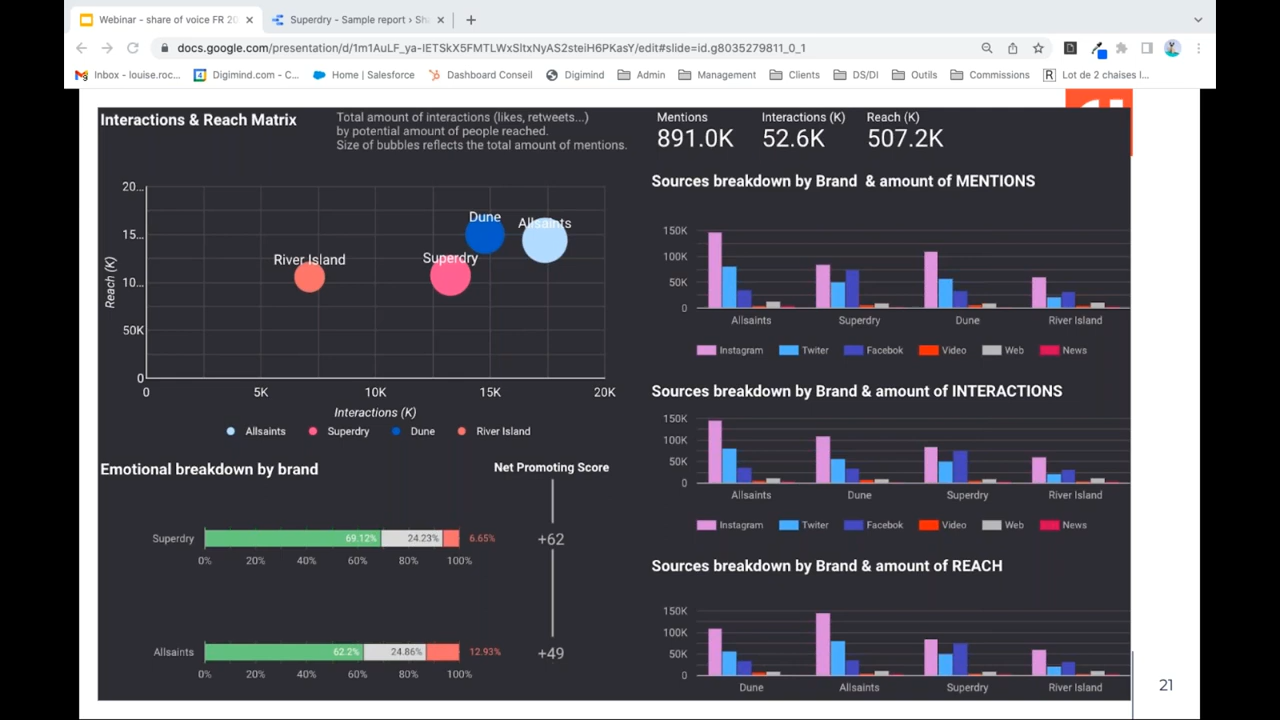 Webinar - share of voice FR 20
Superdry - Sample report › Sha
docs.google.com/presentation/d/1m1AuLF_ya-IETSkX5FMTLWxSltxNyAS2steiH6PKasY/edit#slide=id.g8035279811_0_1
Inbox - louise.roc...
Digimind.com - C...
Home | Salesforce
Dashboard Conseil
Digimind
Admin
Management
Clients
DS/DI
Outils
Commissions
Lot de 2 chaises l...
Interactions & Reach Matrix
Total amount of interactions (likes, retweets...)
by potential amount of people reached.
Size of bubbles reflects the total amount of mentions.
Mentions
891.0K
Interactions (K)
52.6K
Reach (K)
507.2K
20...
15...
10...
50K
0
Reach (K)
Dune
Allsaints
River Island
Superdry
0
5K
10K
15K
20K
Interactions (K)
Allsaints
Superdry
Dune
River Island
Sources breakdown by Brand & amount of MENTIONS
150K
100K
50K
0
Allsaints
Superdry
Dune
River Island
Instagram
Twiter
Facebok
Video
Web
News
Sources breakdown by Brand & amount of INTERACTIONS
150K
100K
50K
0
Allsaints
Dune
Superdry
River Island
Instagram
Twiter
Facebok
Video
Web
News
Emotional breakdown by brand
Net Promoting Score
Superdry
69.12%
24.23%
6.65%
+62
0%
20%
40%
60%
80%
100%
Allsaints
62.2%
24.86%
12.93%
+49
0%
20%
40%
60%
80%
100%
Sources breakdown by Brand & amount of REACH
150K
100K
50K
0
Dune
Allsaints
Superdry
River Island
21